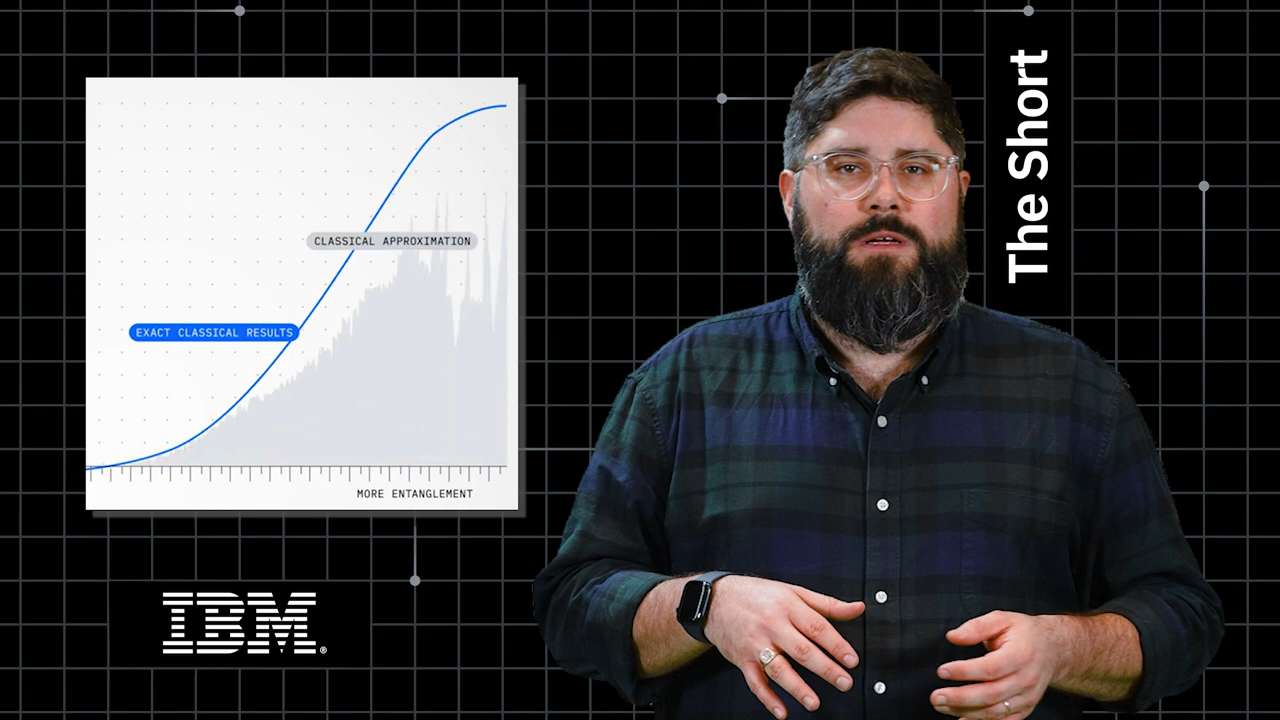 CLASSICAL APPROXIMATION
EXACT CLASSICAL RESULTS
MORE ENTANGLEMENT
IBM®
The Short